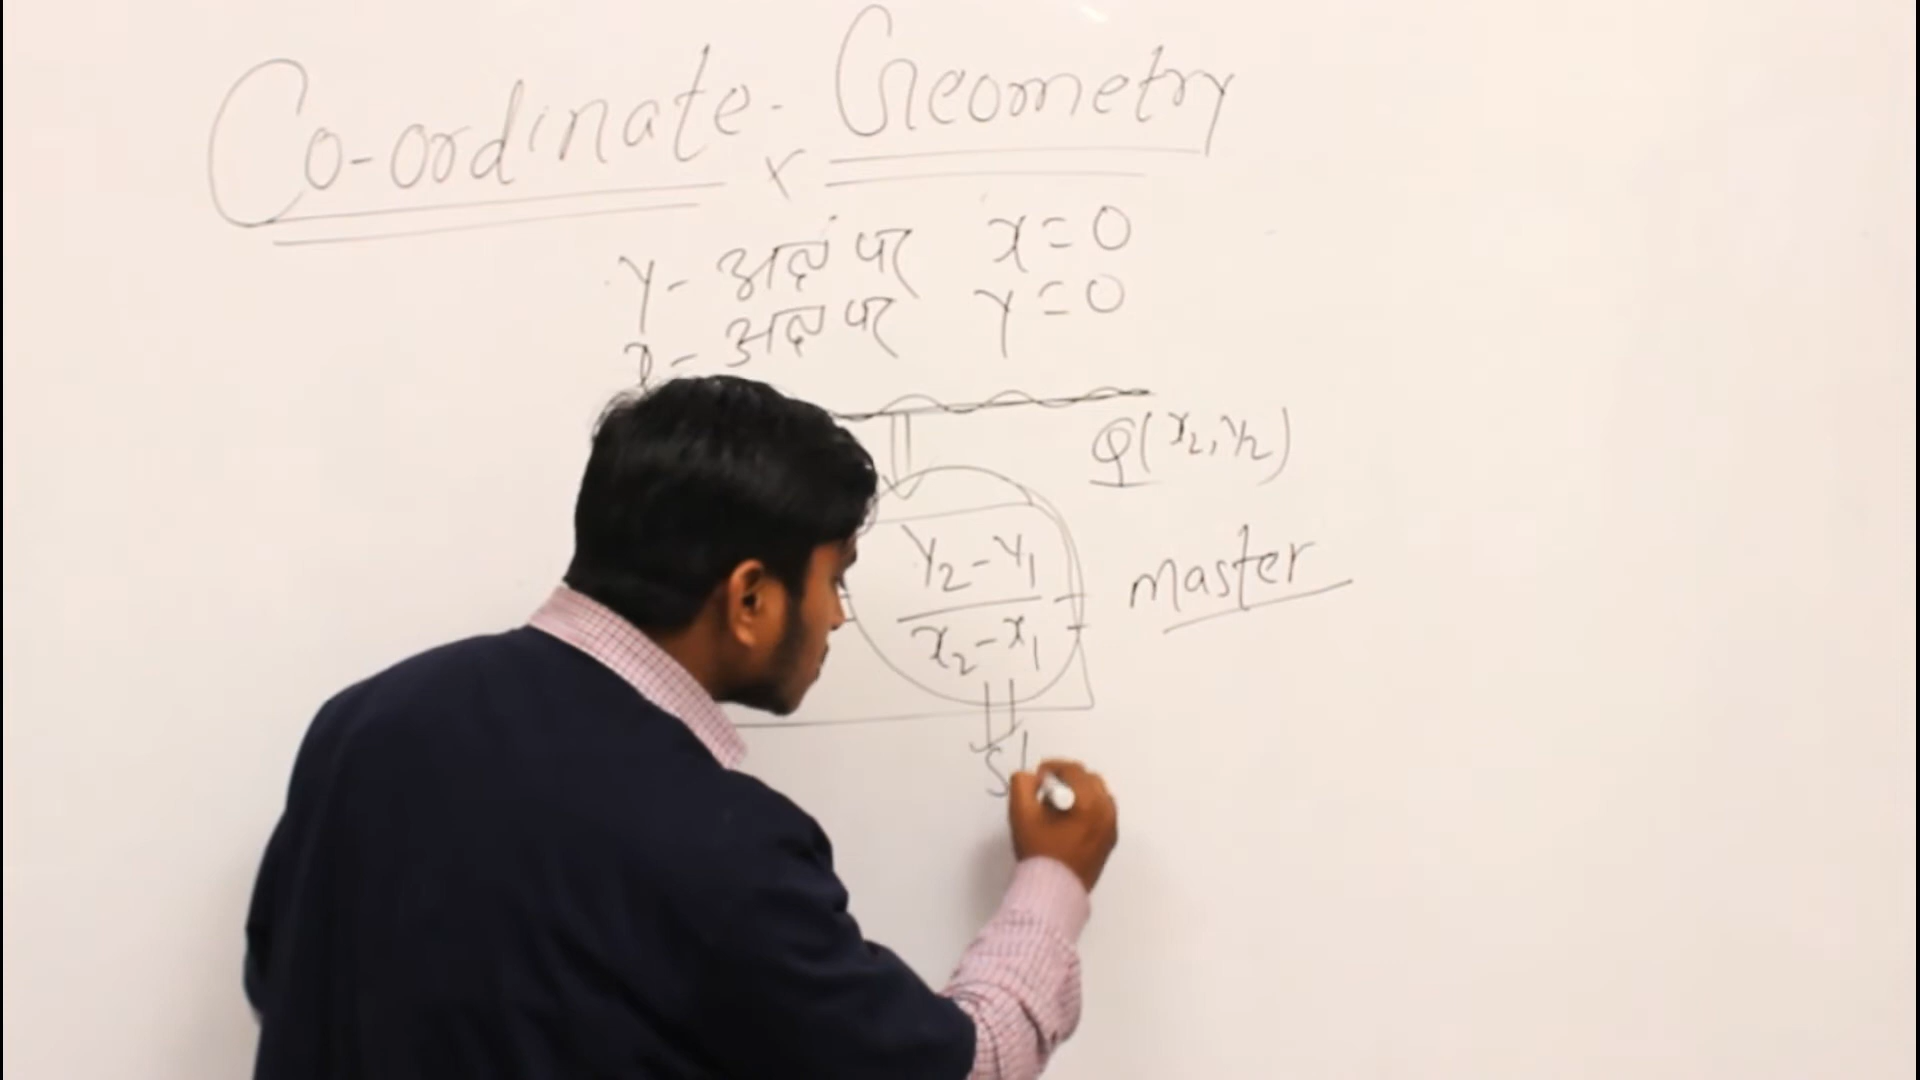 Co-ordinate - Geometry
Y- अक्ष पर x=0
x- अक्ष पर Y=0
Q(x₂, Y₂)
Y₂-Y₁
x₂-x₁
master